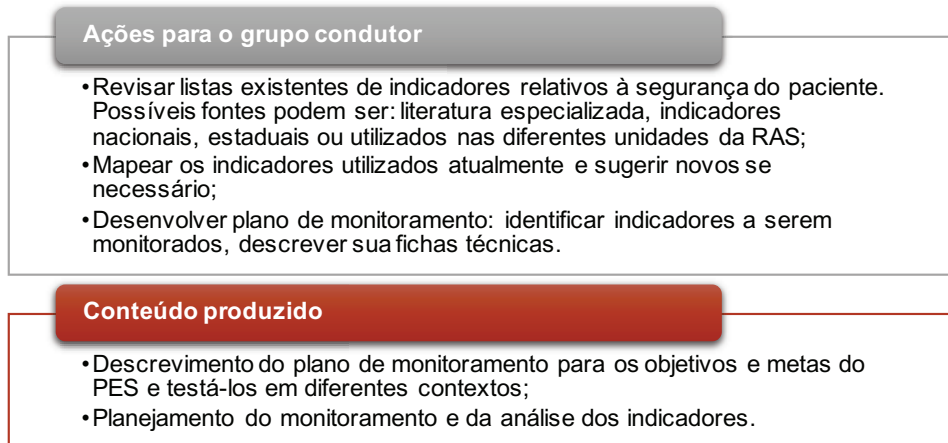 Ações para o grupo condutor
•Revisar listas existentes de indicadores relativos à segurança do paciente.
Possíveis fontes podem ser: literatura especializada, indicadores
nacionais, estaduais ou utilizados nas diferentes unidades da RAS;
•Mapear os indicadores utilizados atualmente e sugerir novos se
necessário;
•Desenvolver plano de monitoramento: identificar indicadores a serem
monitorados, descrever sua fichas técnicas.
Conteúdo produzido
•Descrevimento do plano de monitoramento para os objetivos e metas do
PES e testá-los em diferentes contextos;
•Planejamento do monitoramento e da análise dos indicadores.